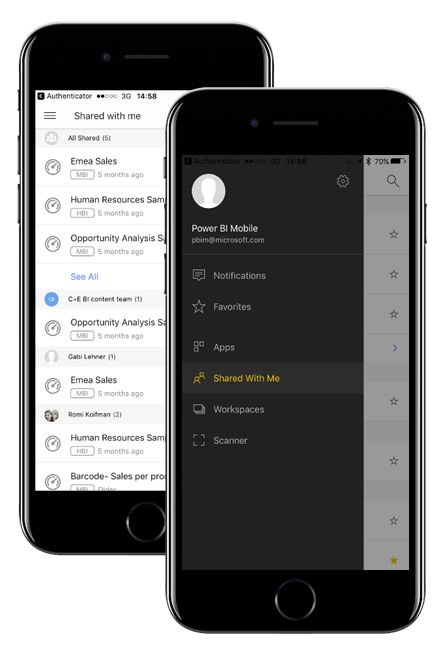 Authenticator 3G 14:58
Shared with me
All Shared (5)
Emea Sales
MBI 5 months ago
Human Resources Sam
HBI 5 months ago
Opportunity Analysis Sa
MBI 5 months ago
See All
C+E BI content team (1)
Opportunity Analysis Sa
MBI 5 months ago
Gabi Lehner (1)
Emea Sales
MBI 5 months ago
Romi Koifman (2)
Human Resources Sam
HBI 5 months ago
Barcode- Sales per pro
MBI Older
Authenticator 3G 14:58 70%
Power BI Mobile
pbim@microsoft.com
Notifications
Favorites
Apps
Shared With Me
Workspaces
Scanner